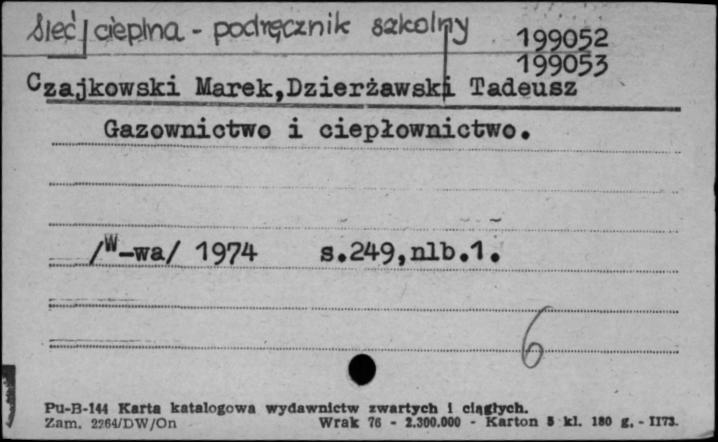 Sieć cieplna - podręcznik szkolny
199052
199053
Czajkowski Marek,Dzierżawski Tadeusz
Gazownictwo i ciepłownictwo.
/W-wa/ 1974 s.249,nlb.1.
6
Pu-B-144 Karta katalogowa wydawnictw zwartych i ciągłych.
Zam. 2264/DW/On Wrak 76 - 2.300.000 - Karton 5 kl. 180 g. - II73.